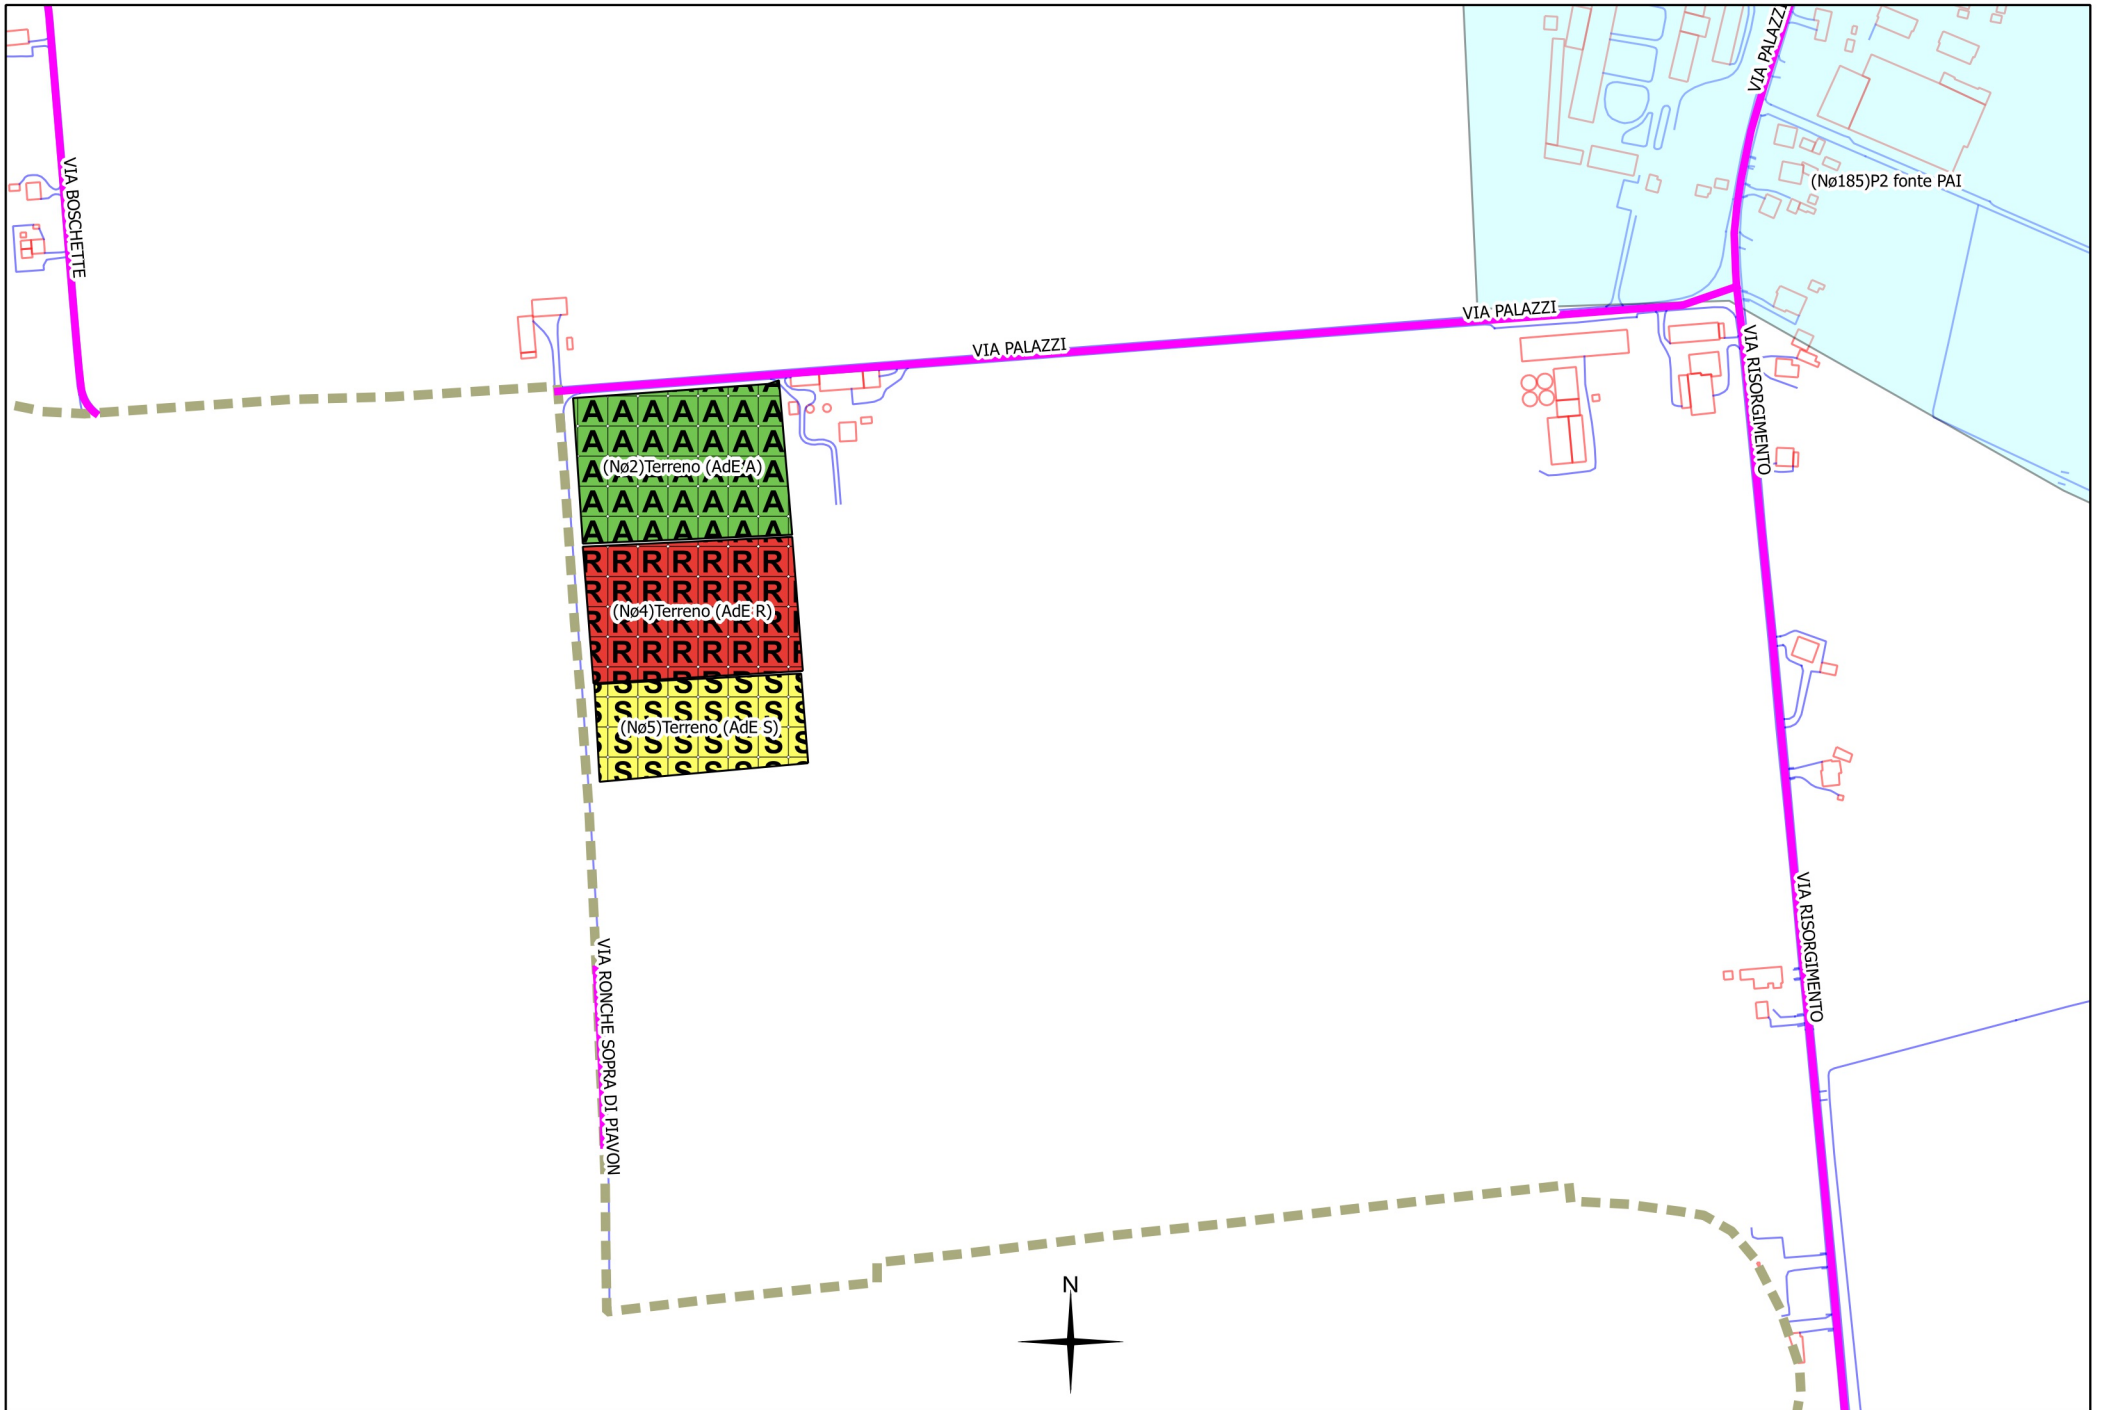 VIA PALAZZI
(Nø185)P2 fonte PAI
VIA BOSCHETTE
VIA PALAZZI
VIA PALAZZI
VIA RISORGIMENTO
A A A A A A A
A A A A A A A
(Nø2)Terreno (AdE A)
A A A A A A A
A A A A A A A
A A A A A A A
R R R R R R R
R R R R R R R
(Nø4)Terreno (AdE R)
R R R R R R R
R R R R R R R R
S S S S S S S S
S S S S S S S S
(Nø5)Terreno (AdE S)
S S S S S S S S
S S S S S S
VIA RISORGIMENTO
VIA RONCHE SOPRA DI PIAVON
N